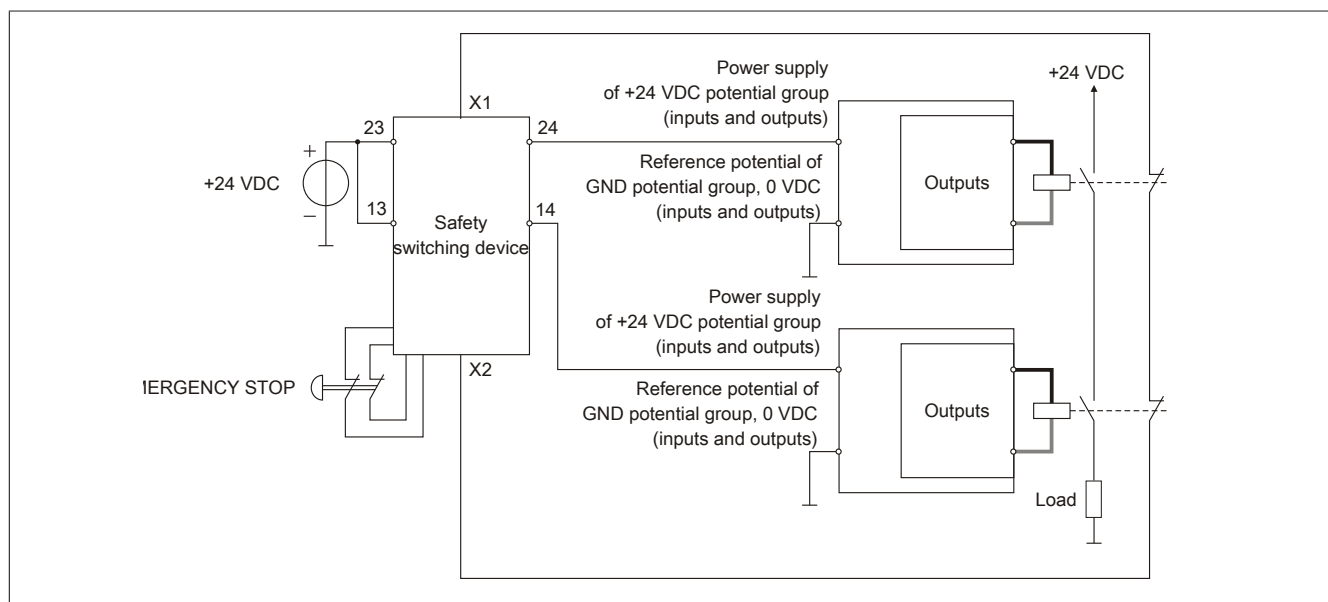 X1
23
24
+
+24 VDC
−
13
14
Safety
switching device
X2
MERGENCY STOP
Power supply
of +24 VDC potential group
(inputs and outputs)
Reference potential of
GND potential group, 0 VDC
(inputs and outputs)
Outputs
+24 VDC
Power supply
of +24 VDC potential group
(inputs and outputs)
Reference potential of
GND potential group, 0 VDC
(inputs and outputs)
Outputs
Load